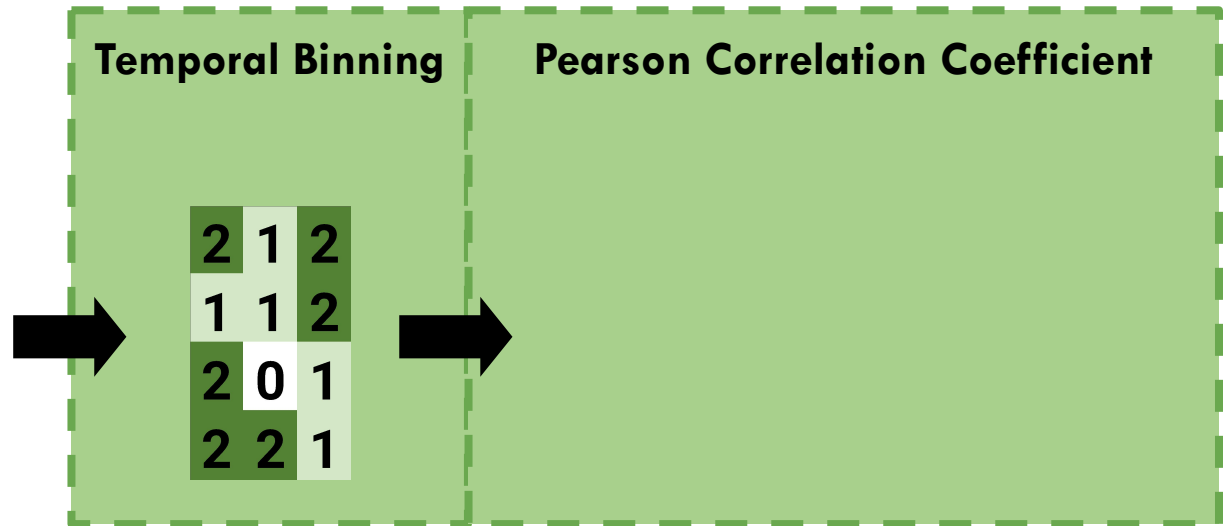 Temporal Binning
Pearson Correlation Coefficient
2 1 2
1 1 2
2 0 1
2 2 1